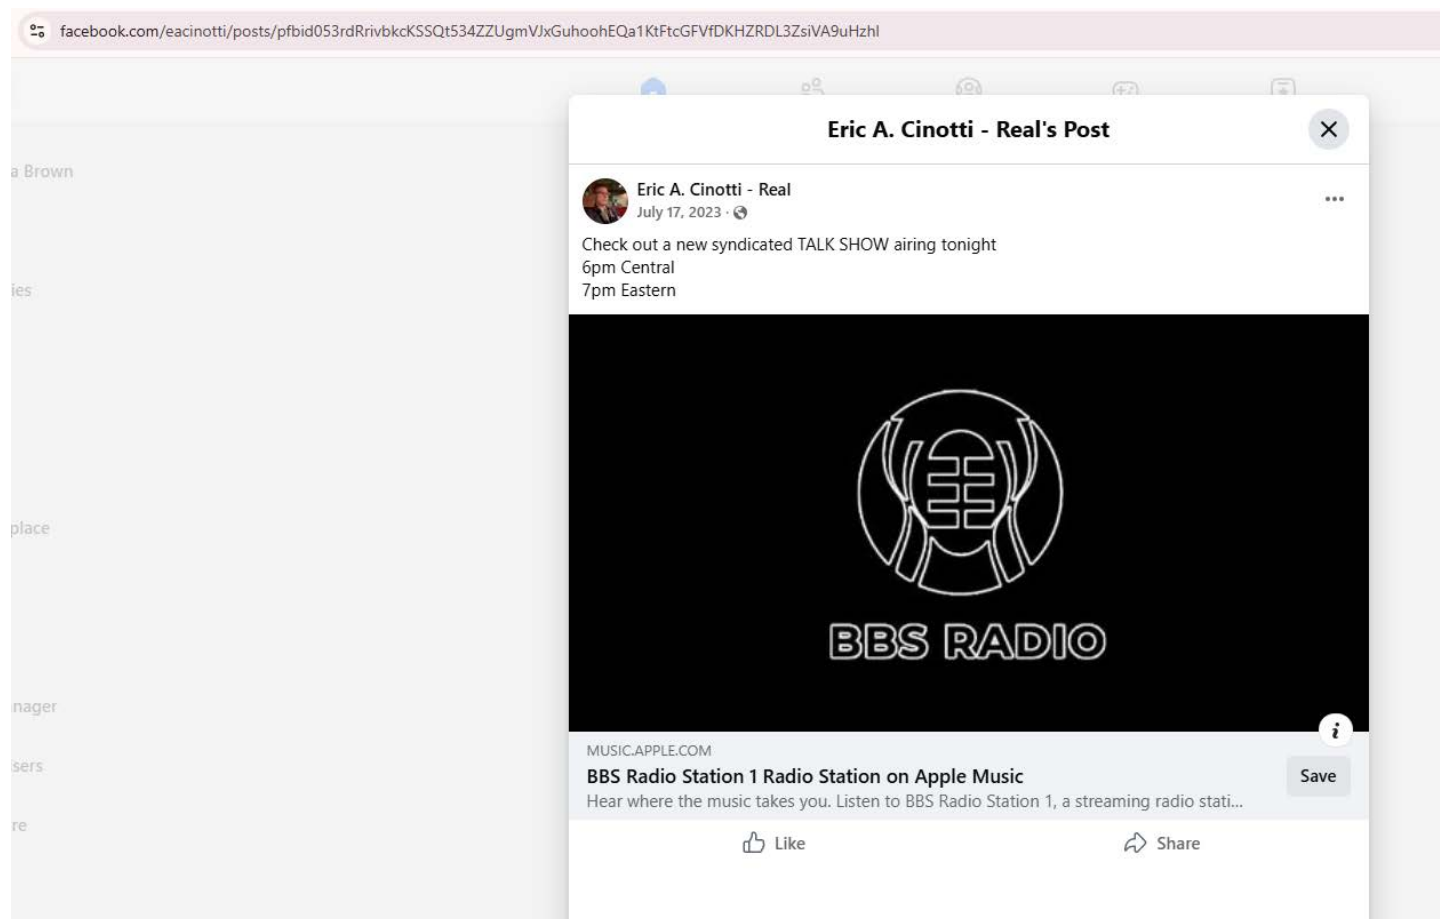 facebook.com/eacinotti/posts/pfbid053rdRrivbkcKSSQt534ZZUgmVJxGuhoohEQa1KtFtcGFVfDKHZRDL3ZsiVA9uHzhl
Eric A. Cinotti - Real's Post
a Brown
Eric A. Cinotti - Real
July 17, 2023 ·
Check out a new syndicated TALK SHOW airing tonight
6pm Central
7pm Eastern
ies
place
BBS RADIO
nager
MUSIC.APPLE.COM
sers
BBS Radio Station 1 Radio Station on Apple Music
Save
Hear where the music takes you. Listen to BBS Radio Station 1, a streaming radio stati...
re
Like
Share